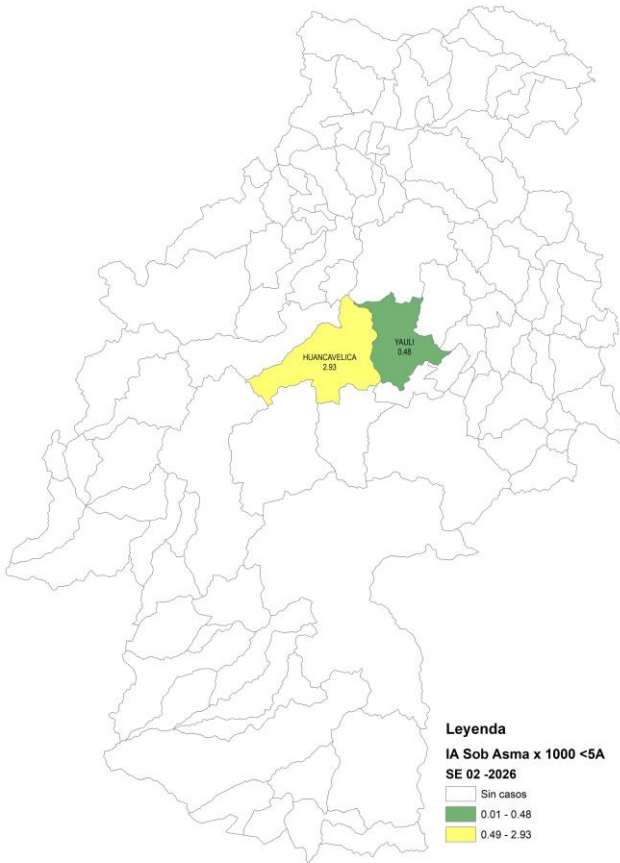 YAULI
0.48
HUANCAVELICA
2.93
Leyenda
IA Sob Asma x 1000 <5A
SE 02 -2026
Sin casos
0.01 - 0.48
0.49 - 2.93